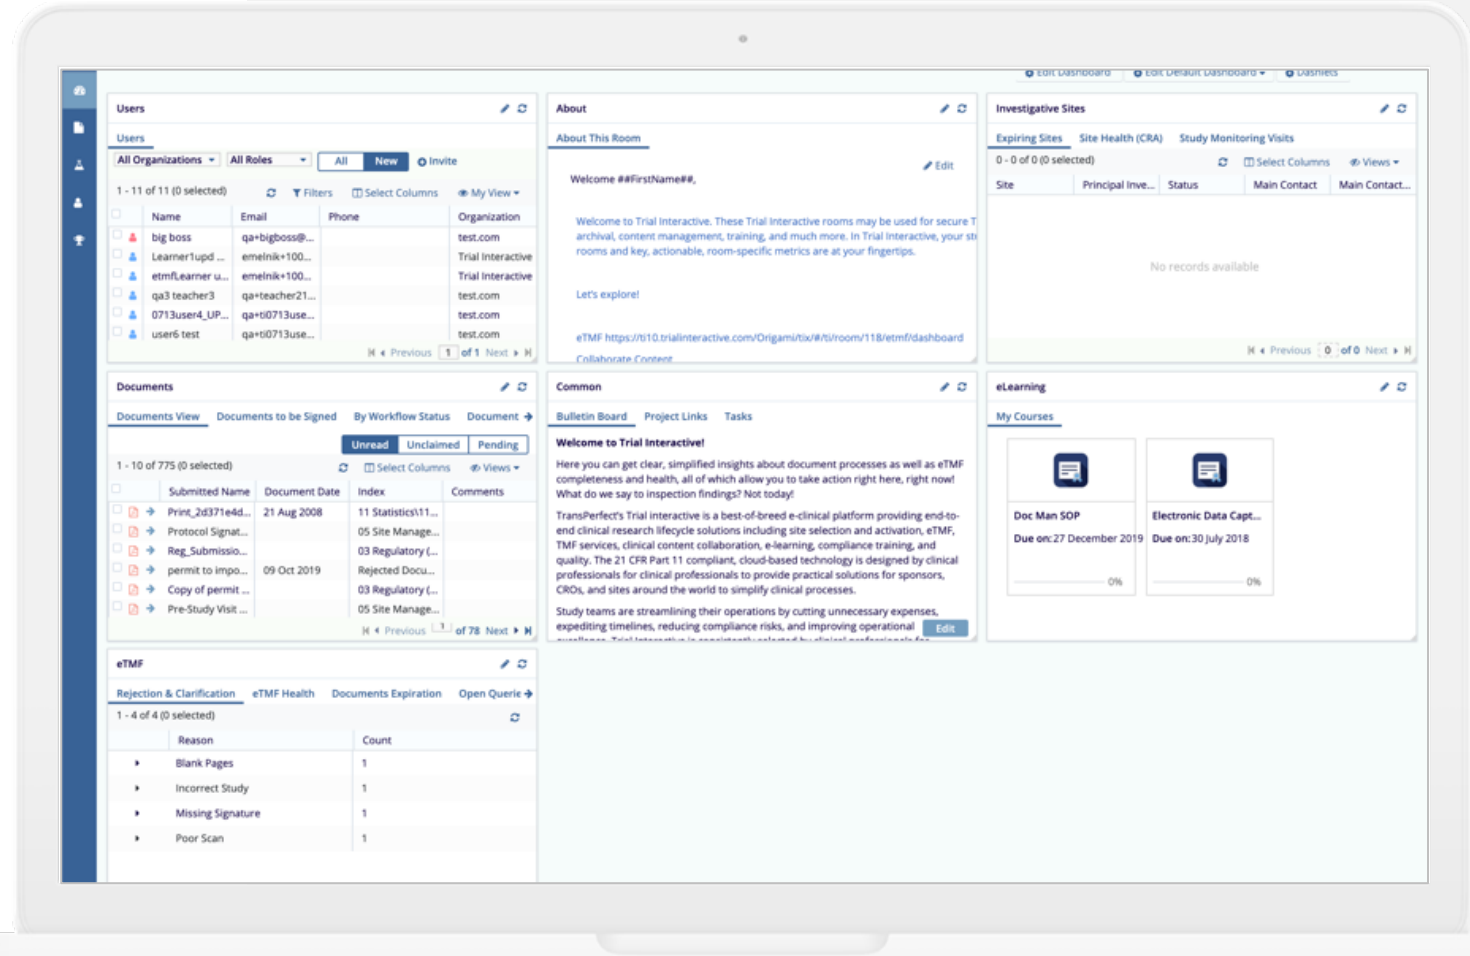 Edit Dashboard Edit Default Dashboard Dashlets
Users
Users
All Organizations All Roles All New Invite
1 - 11 of 11 (0 selected) Filters Select Columns My View
Name Email Phone Organization
big boss qa+bigboss@... test.com
Learner1upd ... emelnik+100... Trial Interactive
etmfLearner u... emelnik+100... Trial Interactive
qa3 teacher3 qa+teacher21... test.com
0713user4_UP... qa+ti0713use... test.com
user6 test qa+ti0713use... test.com
Previous 1 of 1 Next
About
About This Room
Edit
Welcome ##FirstName##,
Welcome to Trial Interactive. These Trial Interactive rooms may be used for secure T
archival, content management, training, and much more. In Trial Interactive, your st
rooms and key, actionable, room-specific metrics are at your fingertips.
Let's explore!
eTMF https://ti10.trialinteractive.com/Origami/tix/#/ti/room/118/etmf/dashboard
Collaborate Content
Investigative Sites
Expiring Sites Site Health (CRA) Study Monitoring Visits
0 - 0 of 0 (0 selected) Select Columns Views
Site Principal Inve... Status Main Contact Main Contact...
No records available
Previous 0 of 0 Next
Documents
Documents View Documents to be Signed By Workflow Status Document
Unread Unclaimed Pending
1 - 10 of 775 (0 selected) Select Columns Views
Submitted Name Document Date Index Comments
Print_2d371e4d... 21 Aug 2008 11 Statistics\11...
Protocol Signat... 05 Site Manage...
Reg_Submissio... 03 Regulatory (...
permit to impo... 09 Oct 2019 Rejected Docu...
Copy of permit ... 03 Regulatory (...
Pre-Study Visit ... 05 Site Manage...
Previous 1 of 78 Next
Common
Bulletin Board Project Links Tasks
Welcome to Trial Interactive!
Here you can get clear, simplified insights about document processes as well as eTMF
completeness and health, all of which allow you to take action right here, right now!
What do we say to inspection findings? Not today!
TransPerfect's Trial interactive is a best-of-breed e-clinical platform providing end-to-
end clinical research lifecycle solutions including site selection and activation, eTMF,
TMF services, clinical content collaboration, e-learning, compliance training, and
quality. The 21 CFR Part 11 compliant, cloud-based technology is designed by clinical
professionals for clinical professionals to provide practical solutions for sponsors,
CROs, and sites around the world to simplify clinical processes.
Study teams are streamlining their operations by cutting unnecessary expenses,
expediting timelines, reducing compliance risks, and improving operational
excellence. Trial Interactive is consistently selected by clinical professionals for
Edit
eLearning
My Courses
Doc Man SOP
Due on: 27 December 2019
0%
Electronic Data Capt...
Due on: 30 July 2018
0%
eTMF
Rejection & Clarification eTMF Health Documents Expiration Open Querie
1 - 4 of 4 (0 selected)
Reason Count
Blank Pages 1
Incorrect Study 1
Missing Signature 1
Poor Scan 1